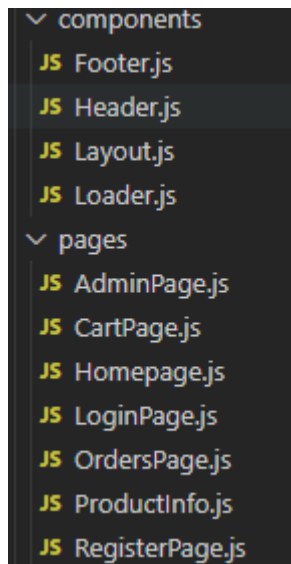 components
JS Footer.js
JS Header.js
JS Layout.js
JS Loader.js
pages
JS AdminPage.js
JS CartPage.js
JS Homepage.js
JS LoginPage.js
JS OrdersPage.js
JS ProductInfo.js
JS RegisterPage.js